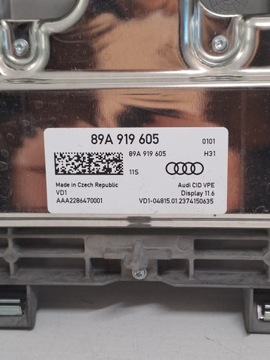 89A 919 605 0101
89A 919 605 H31
11S
Made in Czech Republic Audi CID VPE
VD1 Display 11.6
AAA2286470001 VD1-04815.01.2374150635